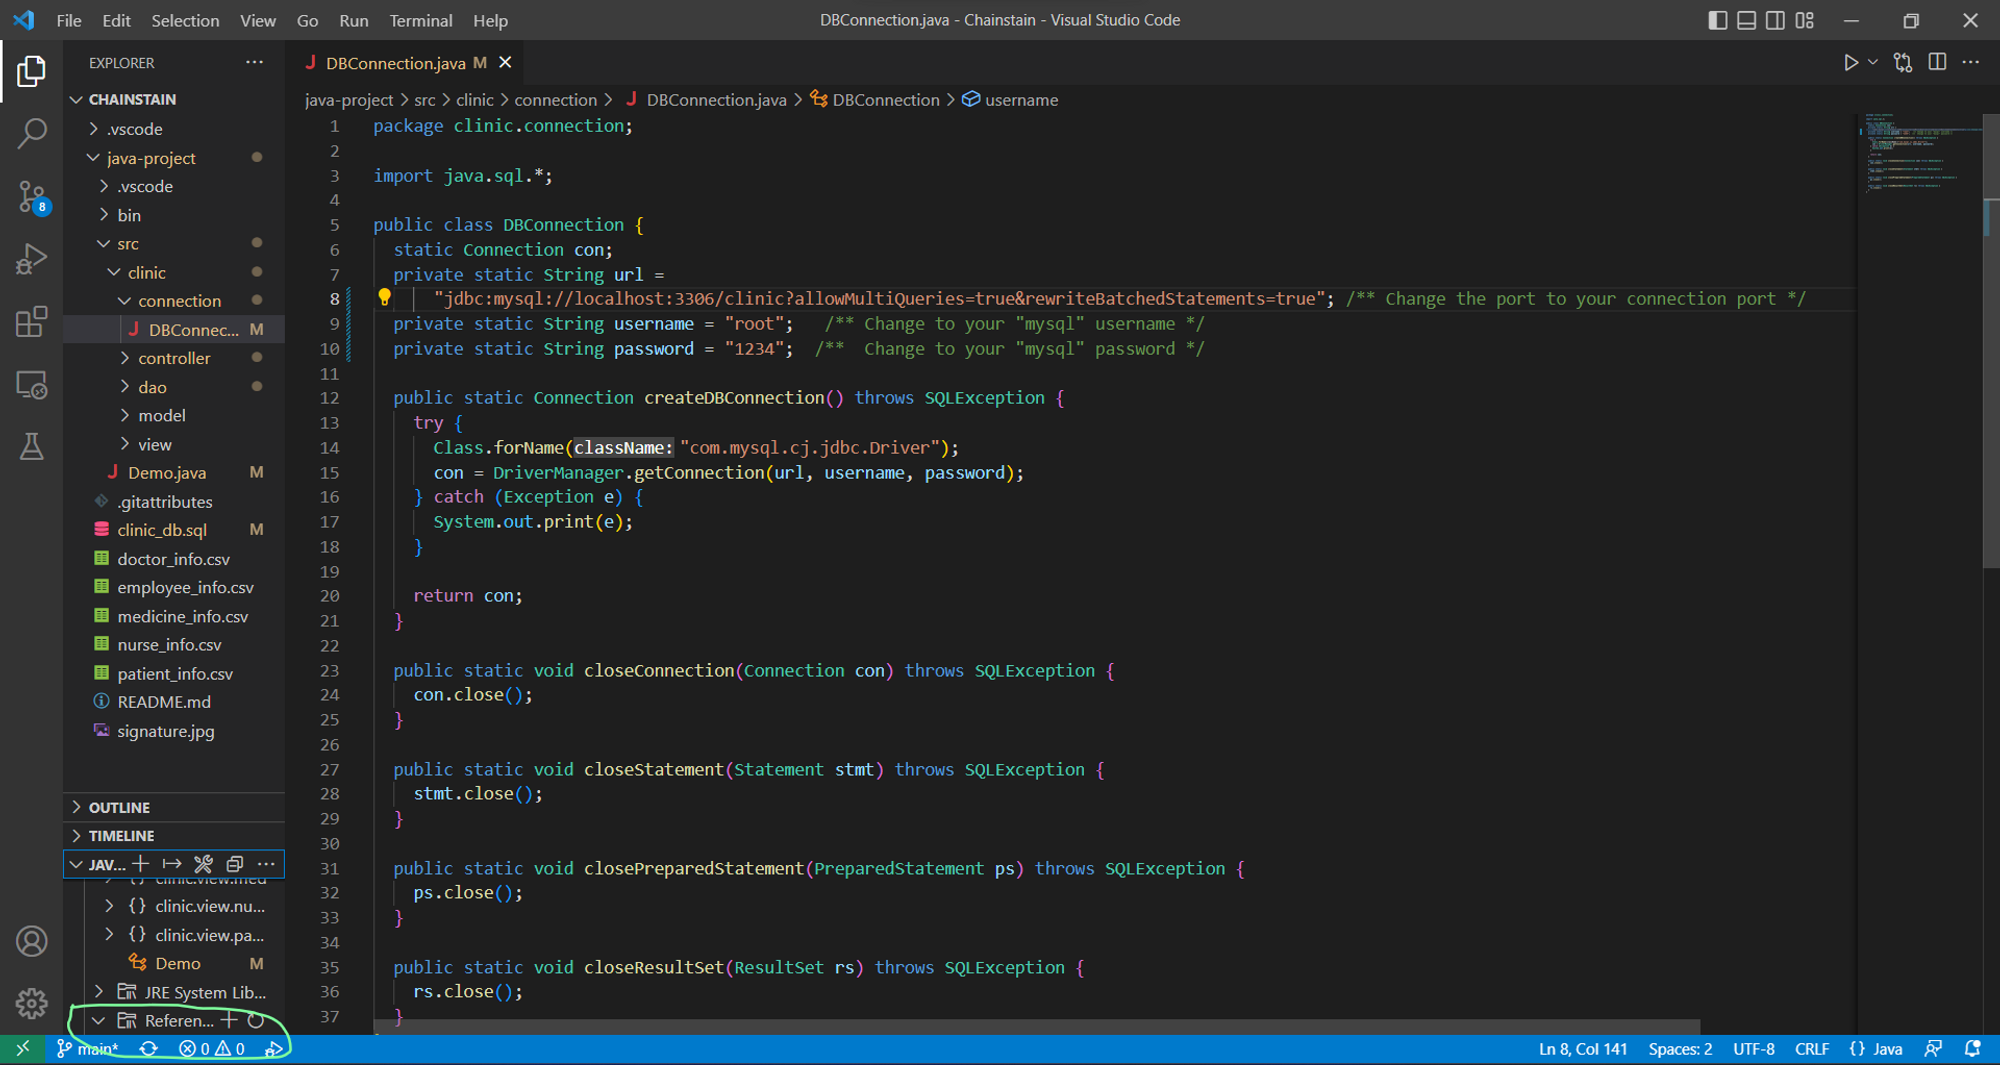 File Edit Selection View Go Run Terminal Help
DBConnection.java - Chainstain - Visual Studio Code
EXPLORER
CHAINSTAIN
.vscode
java-project
.vscode
bin
src
clinic
connection
DBConnec... M
controller
dao
model
view
Demo.java M
.gitattributes
clinic_db.sql M
doctor_info.csv
employee_info.csv
medicine_info.csv
nurse_info.csv
patient_info.csv
README.md
signature.jpg
OUTLINE
TIMELINE
JAV...
clinic.view.med
{} clinic.view.nu...
{} clinic.view.pa...
Demo M
JRE System Lib...
Referen...
8
DBConnection.java M
java-project > src > clinic > connection > DBConnection.java > DBConnection > username
1 package clinic.connection;
2
3 import java.sql.*;
4
5 public class DBConnection {
6 static Connection con;
7 private static String url =
8 "jdbc:mysql://localhost:3306/clinic?allowMultiQueries=true&rewriteBatchedStatements=true"; /** Change the port to your connection port */
9 private static String username = "root"; /** Change to your "mysql" username */
10 private static String password = "1234"; /** Change to your "mysql" password */
11
12 public static Connection createDBConnection() throws SQLException {
13 try {
14 Class.forName(className: "com.mysql.cj.jdbc.Driver");
15 con = DriverManager.getConnection(url, username, password);
16 } catch (Exception e) {
17 System.out.print(e);
18 }
19
20 return con;
21 }
22
23 public static void closeConnection(Connection con) throws SQLException {
24 con.close();
25 }
26
27 public static void closeStatement(Statement stmt) throws SQLException {
28 stmt.close();
29 }
30
31 public static void closePreparedStatement(PreparedStatement ps) throws SQLException {
32 ps.close();
33 }
34
35 public static void closeResultSet(ResultSet rs) throws SQLException {
36 rs.close();
37 }
main* 0 0
Ln 8, Col 141 Spaces: 2 UTF-8 CRLF {} Java